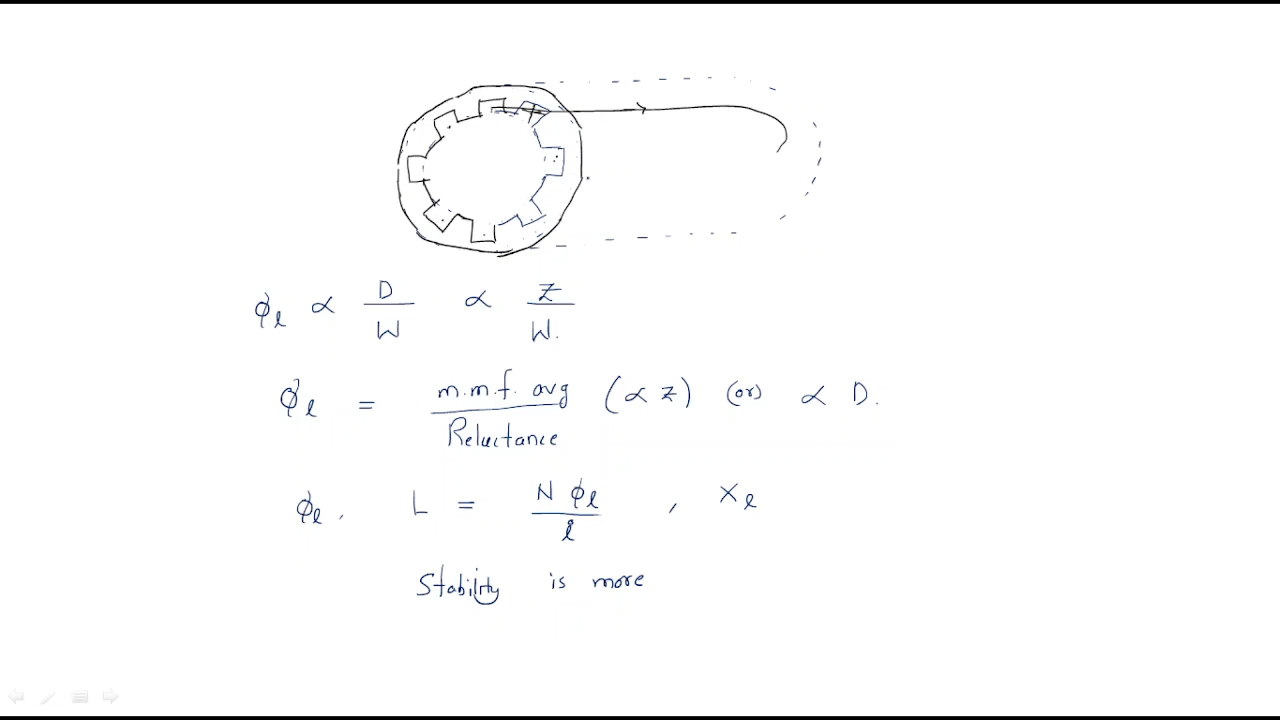 ϕl ∝ D/W ∝ Z/W.
ϕl = m.m.f. avg/Reluctance (∝ Z) (or) ∝ D.
ϕl , L = N ϕl/i , Xl
Stability is more